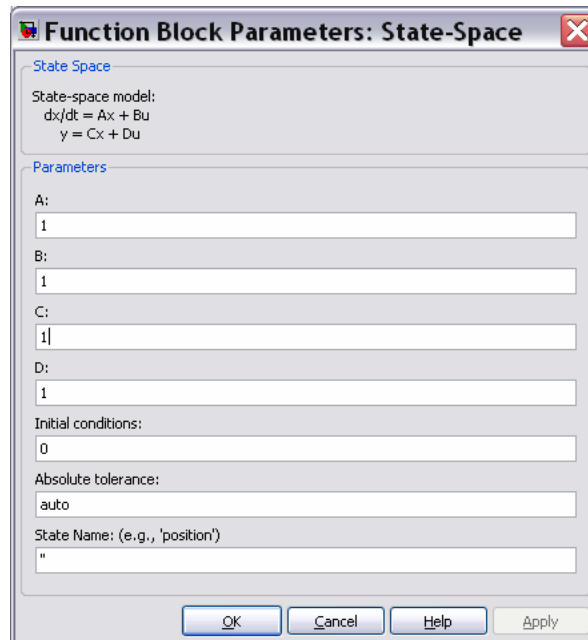 Function Block Parameters: State-Space
State Space
State-space model:
dx/dt = Ax + Bu
y = Cx + Du
Parameters
A:
1
B:
1
C:
1
D:
1
Initial conditions:
0
Absolute tolerance:
auto
State Name: (e.g., 'position')
''
OK Cancel Help Apply